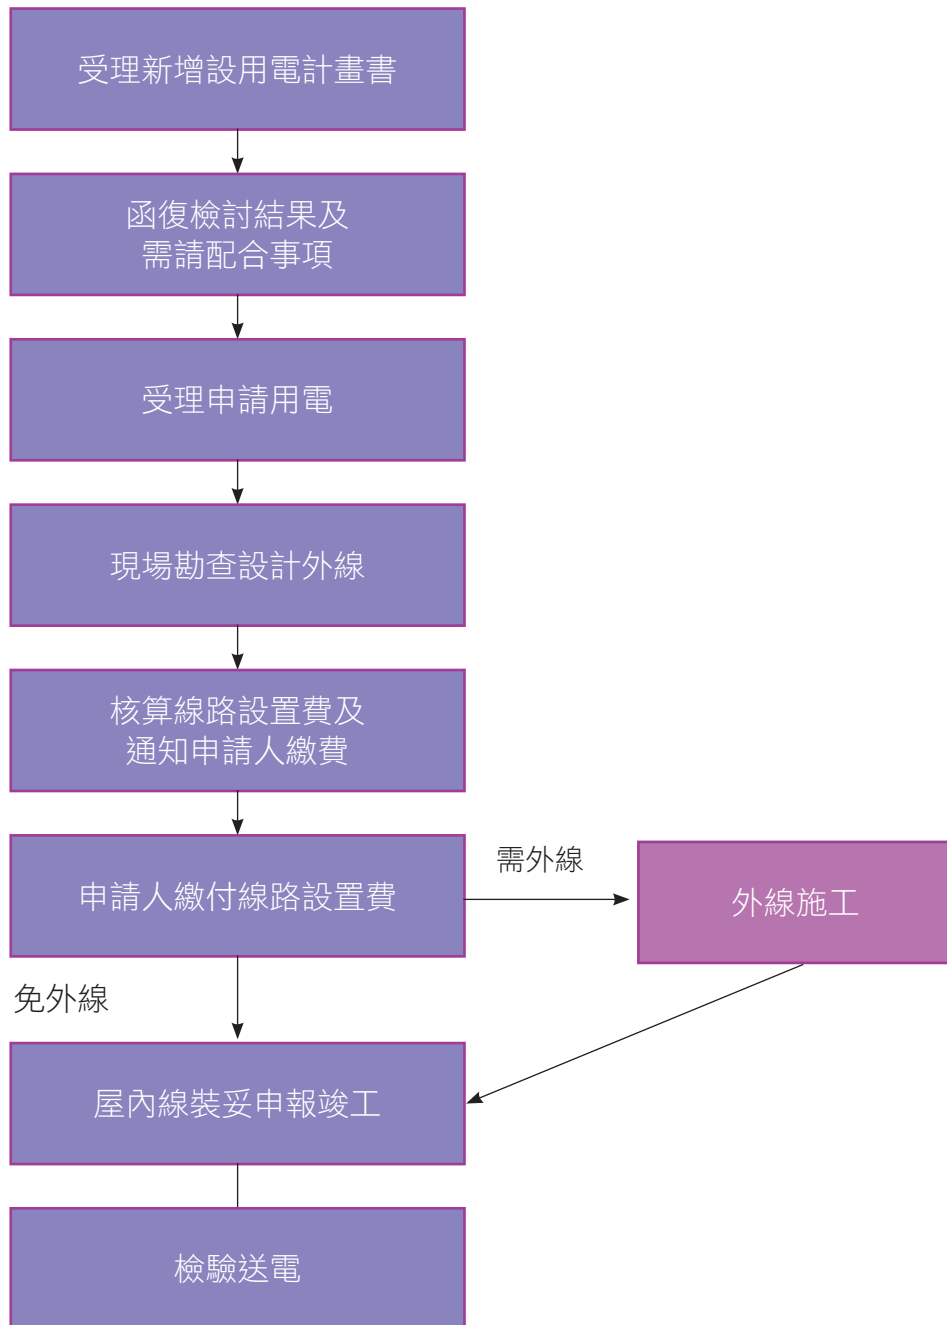 受理新增設用電計畫書
函復檢討結果及
需請配合事項
受理申請用電
現場勘查設計外線
核算線路設置費及
通知申請人繳費
申請人繳付線路設置費
需外線
外線施工
免外線
屋內線裝妥申報竣工
檢驗送電